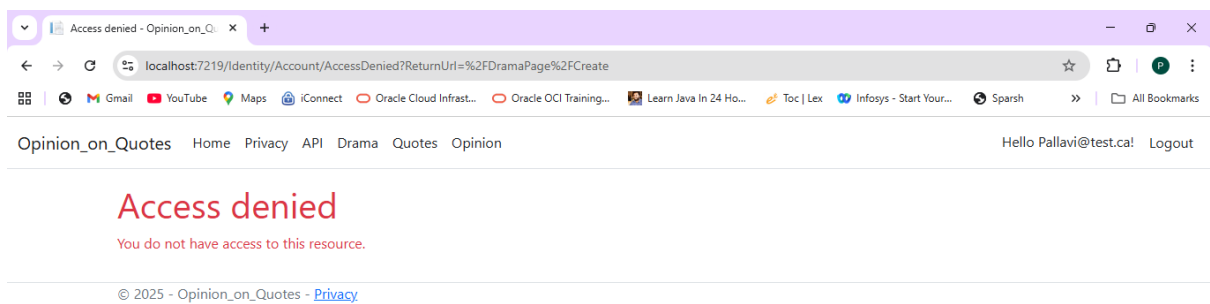 Access denied - Opinion_on_Qu
localhost:7219/Identity/Account/AccessDenied?ReturnUrl=%2FDramaPage%2FCreate
P
Gmail YouTube Maps iConnect Oracle Cloud Infrast... Oracle OCI Training... Learn Java In 24 Ho... Toc | Lex Infosys - Start Your... Sparsh » All Bookmarks
Opinion_on_Quotes Home Privacy API Drama Quotes Opinion Hello Pallavi@test.ca! Logout
Access denied
You do not have access to this resource.
© 2025 - Opinion_on_Quotes - Privacy